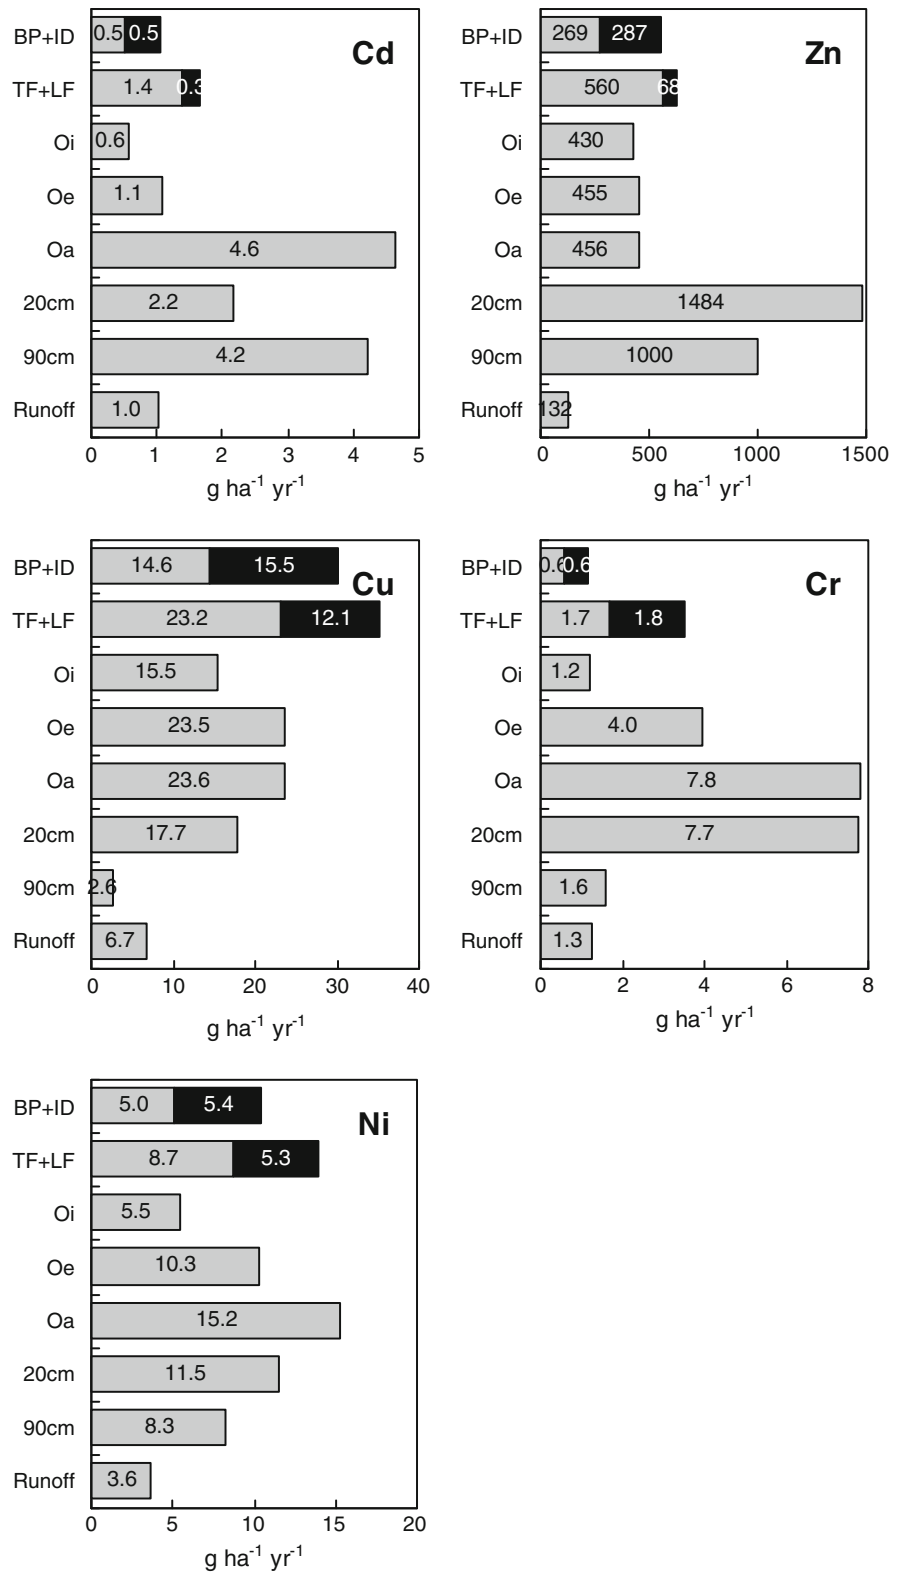 Cd
BP+ID 0.5 0.5
TF+LF 1.4 0.3
Oi 0.6
Oe 1.1
Oa 4.6
20cm 2.2
90cm 4.2
Runoff 1.0
0 1 2 3 4 5
g ha⁻¹ yr⁻¹
Zn
BP+ID 269 287
TF+LF 560 68
Oi 430
Oe 455
Oa 456
20cm 1484
90cm 1000
Runoff 132
0 500 1000 1500
g ha⁻¹ yr⁻¹
Cu
BP+ID 14.6 15.5
TF+LF 23.2 12.1
Oi 15.5
Oe 23.5
Oa 23.6
20cm 17.7
90cm 2.6
Runoff 6.7
0 10 20 30 40
g ha⁻¹ yr⁻¹
Cr
BP+ID 0.6 0.6
TF+LF 1.7 1.8
Oi 1.2
Oe 4.0
Oa 7.8
20cm 7.7
90cm 1.6
Runoff 1.3
0 2 4 6 8
g ha⁻¹ yr⁻¹
Ni
BP+ID 5.0 5.4
TF+LF 8.7 5.3
Oi 5.5
Oe 10.3
Oa 15.2
20cm 11.5
90cm 8.3
Runoff 3.6
0 5 10 15 20
g ha⁻¹ yr⁻¹